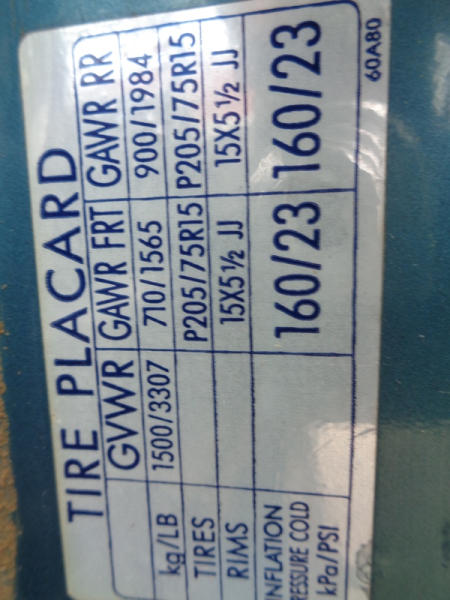 TIRE PLACARD
GVWR GAWR FRT GAWR RR
kg/LB 1500/3307 710/1565 900/1984
TIRES P205/75R15 P205/75R15
RIMS 15X5½ JJ 15X5½ JJ
INFLATION
RESSURE COLD
kPa/PSI 160/23 160/23
60A80